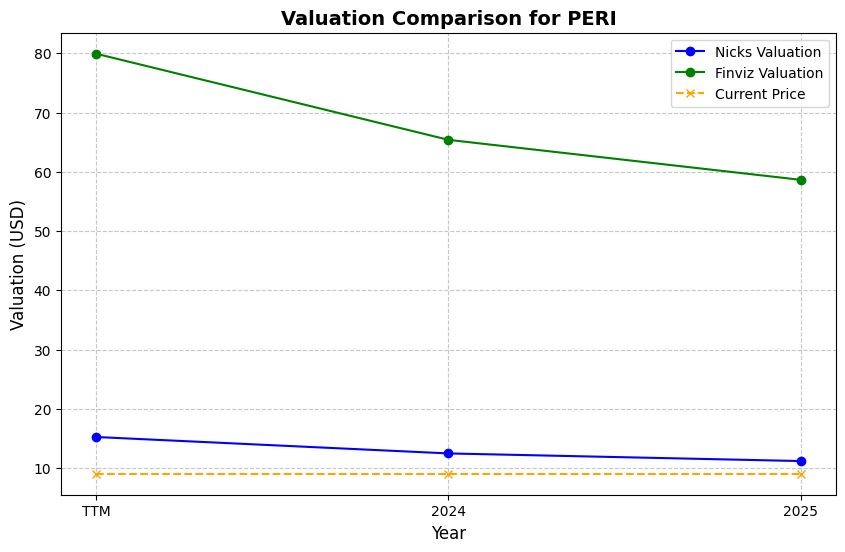 Valuation Comparison for PERI
Nicks Valuation
Finviz Valuation
Current Price
Valuation (USD)
80
70
60
50
40
30
20
10
TTM
2024
2025
Year